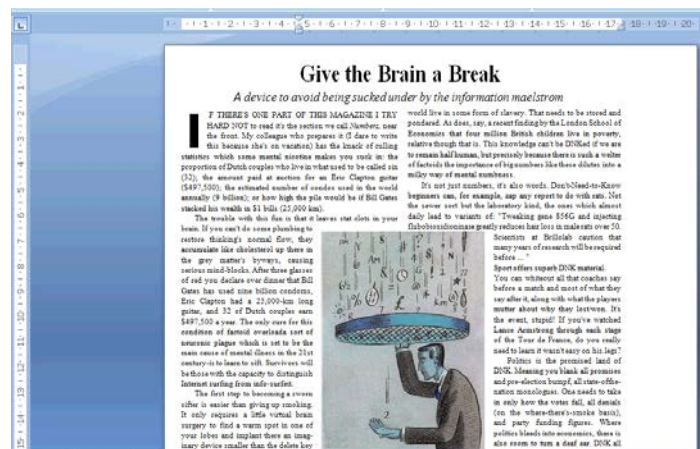 Give the Brain a Break
A device to avoid being sucked under by the information maelstrom
IF THERE'S ONE PART OF THIS MAGAZINE I TRY
HARD NOT to read it's the section we call Numbers, near
the front. My colleague who prepares it (I dare to write
this because she's on vacation) has the knack of culling
statistics which some mental nicotine makes you suck in: the
proportion of Dutch couples who live in what used to be called sin
(32); the amount paid at auction for an Eric Clapton guitar
($497,500); the estimated number of condos used in the world
annually (9 billion); or how high the pile would be if Bill Gates
stacked his wealth in $1 bills (25,000 km).
The trouble with this fun is that it leaves stat clots in your
brain. If you can't do some plumbing to
restore thinking's normal flow, they
accumulate like cholesterol up there in
the grey matter's byways, causing
serious mind-blocks. After three glasses
of red you declare over dinner that Bill
Gates has used nine billion condoms,
Eric Clapton had a 25,000-km long
guitar, and 32 of Dutch couples earn
$497,500 a year. The only cure for this
condition of factoid overloada sort of
neuronic plague which is set to be the
main cause of mental illness in the 21st
century-is to learn to sift. Survivors will
be those with the capacity to distinguish
Internet surfing from info-surfeit.
The first step to becoming a sworn
sifter is easier than giving up smoking.
It only requires a little virtual brain
surgery to find a warm spot in one of
your lobes and implant there an imag-
inary device smaller than the delete key
world live in some form of slavery. That needs to be stored and
pondered. As does, say, a recent finding by the London School of
Economics that four million British children live in poverty,
relative though that is. This knowledge can't be DNKed if we are
to remain half human, but precisely because there is such a welter
of factoids the importance of big numbers like these dilutes into a
milky way of mental numbness.
It's not just numbers, it's also words. Don't-Need-to-Know
beginners can, for example, zap any report to do with rats. Not
the sewer sort but the laboratory kind, the ones which almost
daily lead to variants of: "Tweaking gene 856G and injecting
greatly reduces hair loss in male rats over 50.
Scientists at Brillolab caution that
many years of research will be required
before ... "
Sport offers superb DNK material.
You can whiteout all that coaches say
before a match and most of what they
say after it, along with what the players
mutter about why they lost/won. It's
the event, stupid! If you've watched
Lance Armstrong through each stage
of the Tour de France, do you really
need to learn it wasn't easy on his legs?
Politics is the promised land of
DNK. Meaning you blank all promises
and pre-election bumpf, all state-of-the-
nation monologues. One needs to take
in only how the votes fall, all denials
(on the where-there's-smoke basis),
and party funding figures. Where
politics bleeds into economics, there is
also room to turn a deaf ear. DNK all